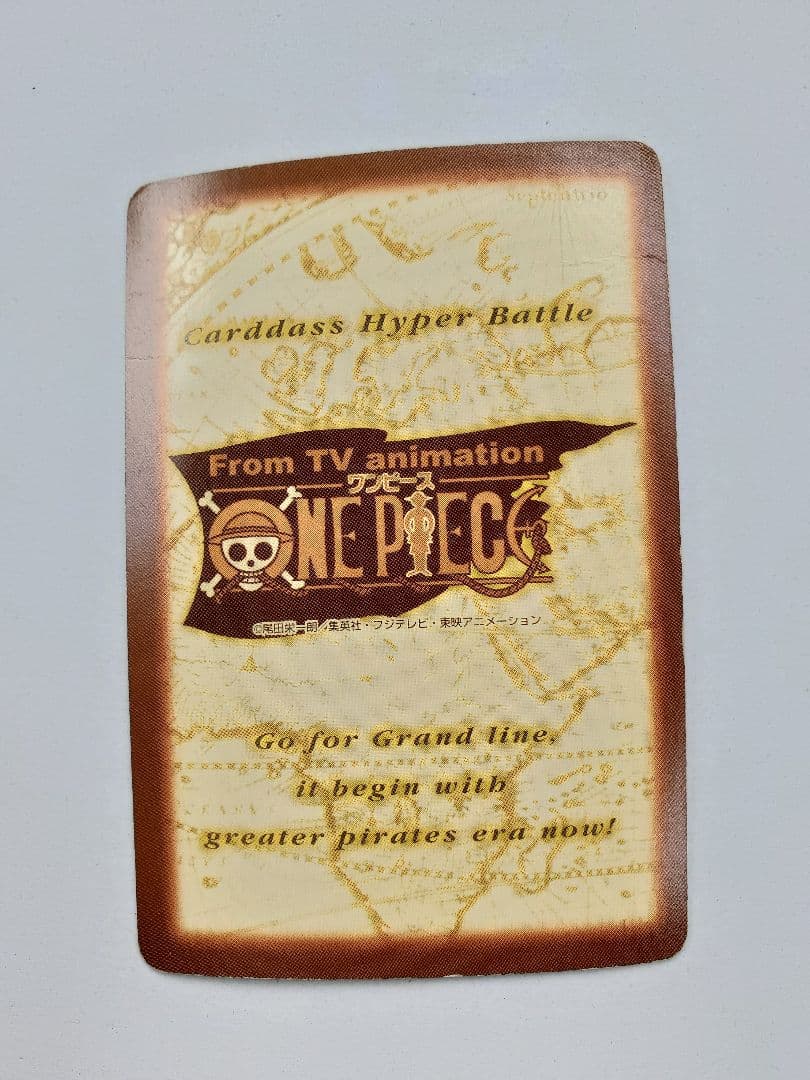 Septentrio
Carddass Hyper Battle
From TV animation
ワンピース
ONE PIECE
©尾田栄一郎／集英社・フジテレビ・東映アニメーション
Go for Grand line,
it begin with
greater pirates era now!